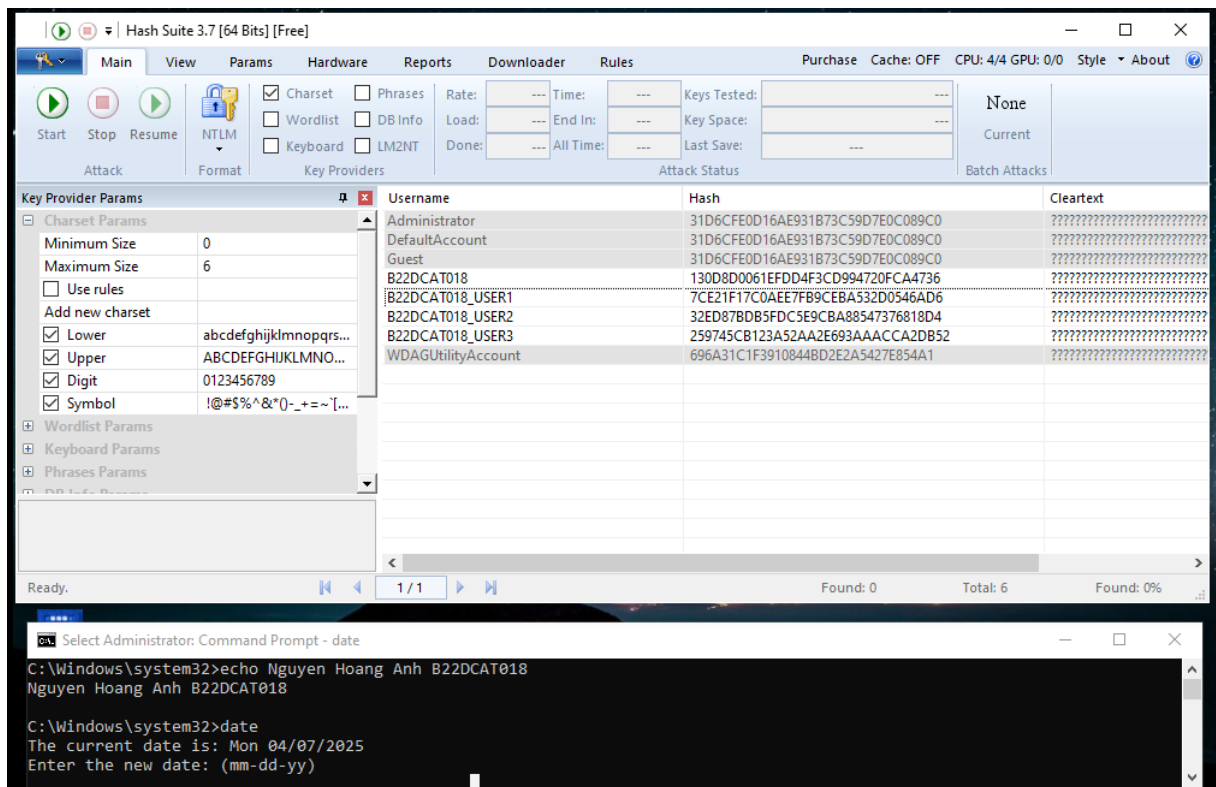 Hash Suite 3.7 [64 Bits] [Free]
Main View Params Hardware Reports Downloader Rules Purchase Cache: OFF CPU: 4/4 GPU: 0/0 Style About
Charset Phrases Rate: --- Time: --- Keys Tested: ---
Wordlist DB Info Load: --- End In: --- Key Space: ---
Keyboard LM2NT Done: --- All Time: --- Last Save: ---
Start Stop Resume NTLM None Current
Attack Format Key Providers Attack Status Batch Attacks
Key Provider Params
Charset Params
Minimum Size 0
Maximum Size 6
Use rules
Add new charset
Lower abcdefghijklmnopqrs...
Upper ABCDEFGHIJKLMNO...
Digit 0123456789
Symbol !@#$%^&*()-_+=~`[...
Wordlist Params
Keyboard Params
Phrases Params
DB Info Params
Username Hash Cleartext
Administrator 31D6CFE0D16AE931B73C59D7E0C089C0 ????????????????????????????
DefaultAccount 31D6CFE0D16AE931B73C59D7E0C089C0 ????????????????????????????
Guest 31D6CFE0D16AE931B73C59D7E0C089C0 ????????????????????????????
B22DCAT018 130D8D0061EFDD4F3CD994720FCA4736 ????????????????????????????
B22DCAT018_USER1 7CE21F17C0AEE7FB9CEBA532D0546AD6 ????????????????????????????
B22DCAT018_USER2 32ED87BDB5FDC5E9CBA88547376818D4 ????????????????????????????
B22DCAT018_USER3 259745CB123A52AA2E693AAACCA2DB52 ????????????????????????????
WDAGUtilityAccount 696A31C1F3910844BD2E2A5427E854A1 ????????????????????????????
Ready. 1 / 1 Found: 0 Total: 6 Found: 0%
Select Administrator: Command Prompt - date
C:\Windows\system32>echo Nguyen Hoang Anh B22DCAT018
Nguyen Hoang Anh B22DCAT018
C:\Windows\system32>date
The current date is: Mon 04/07/2025
Enter the new date: (mm-dd-yy)